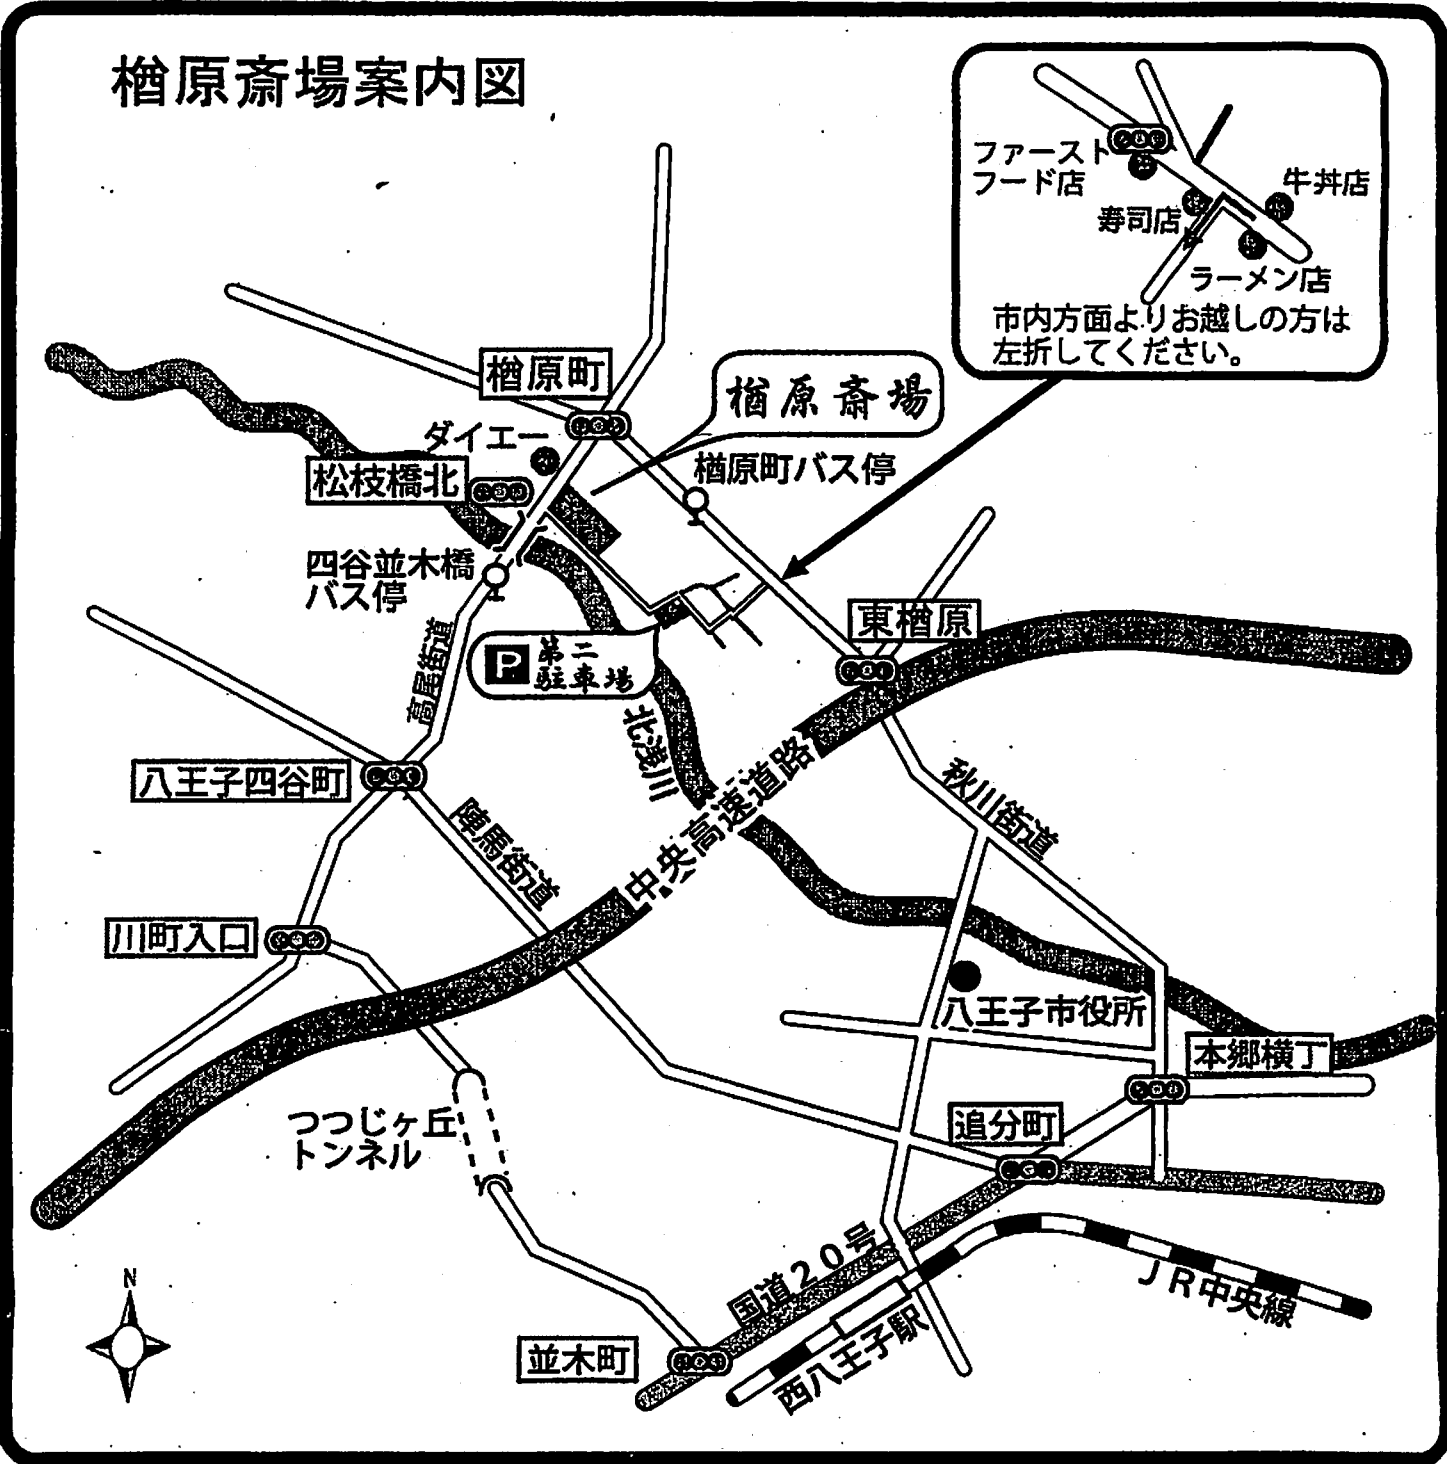 楢原斎場案内図
ファースト
フード店
牛丼店
寿司店
ラーメン店
市内方面よりお越しの方は
左折してください。
楢原町
楢原斎場
ダイエー
楢原町バス停
松枝橋北
四谷並木橋
バス停
東楢原
高尾街道
P
第二
駐車場
北浅川
八王子四谷町
中央高速道路
秋川街道
陣馬街道
川町入口
八王子市役所
本郷横丁
追分町
つつじヶ丘
トンネル
国道20号
JR中央線
N
並木町
西八王子駅